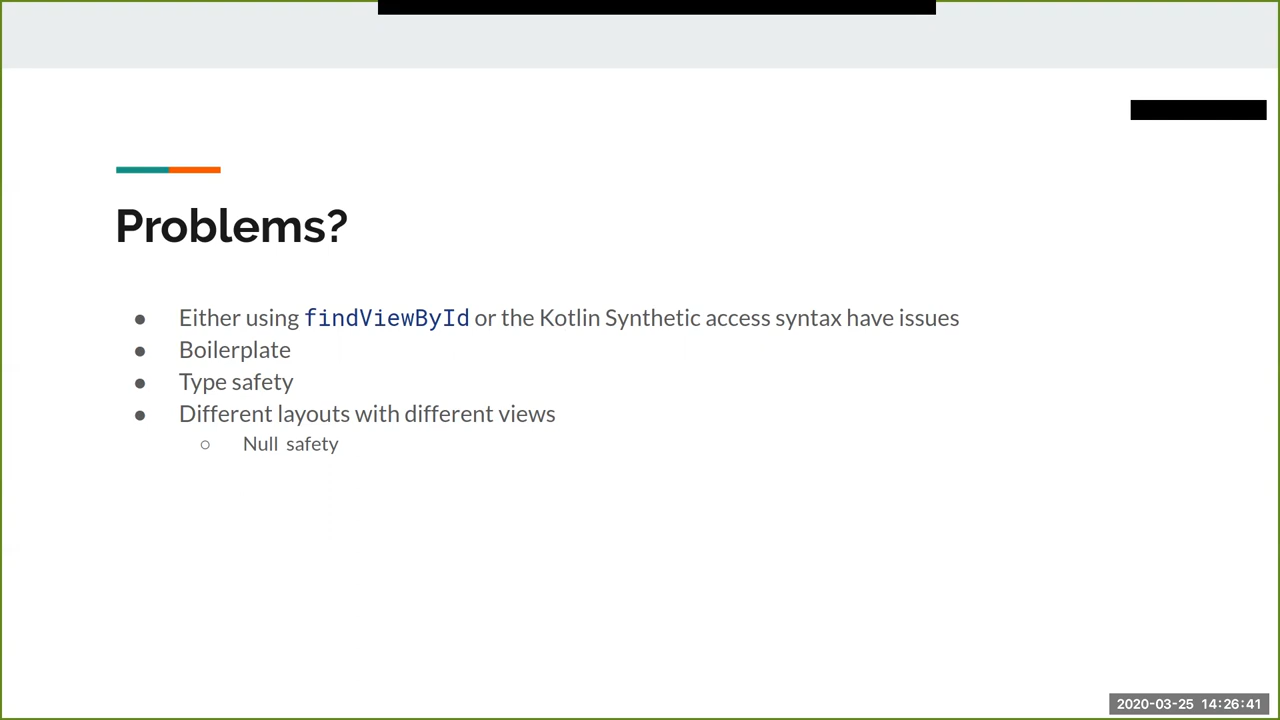 Problems?
● Either using findViewById or the Kotlin Synthetic access syntax have issues
● Boilerplate
● Type safety
● Different layouts with different views
○ Null safety
2020-03-25 14:26:41